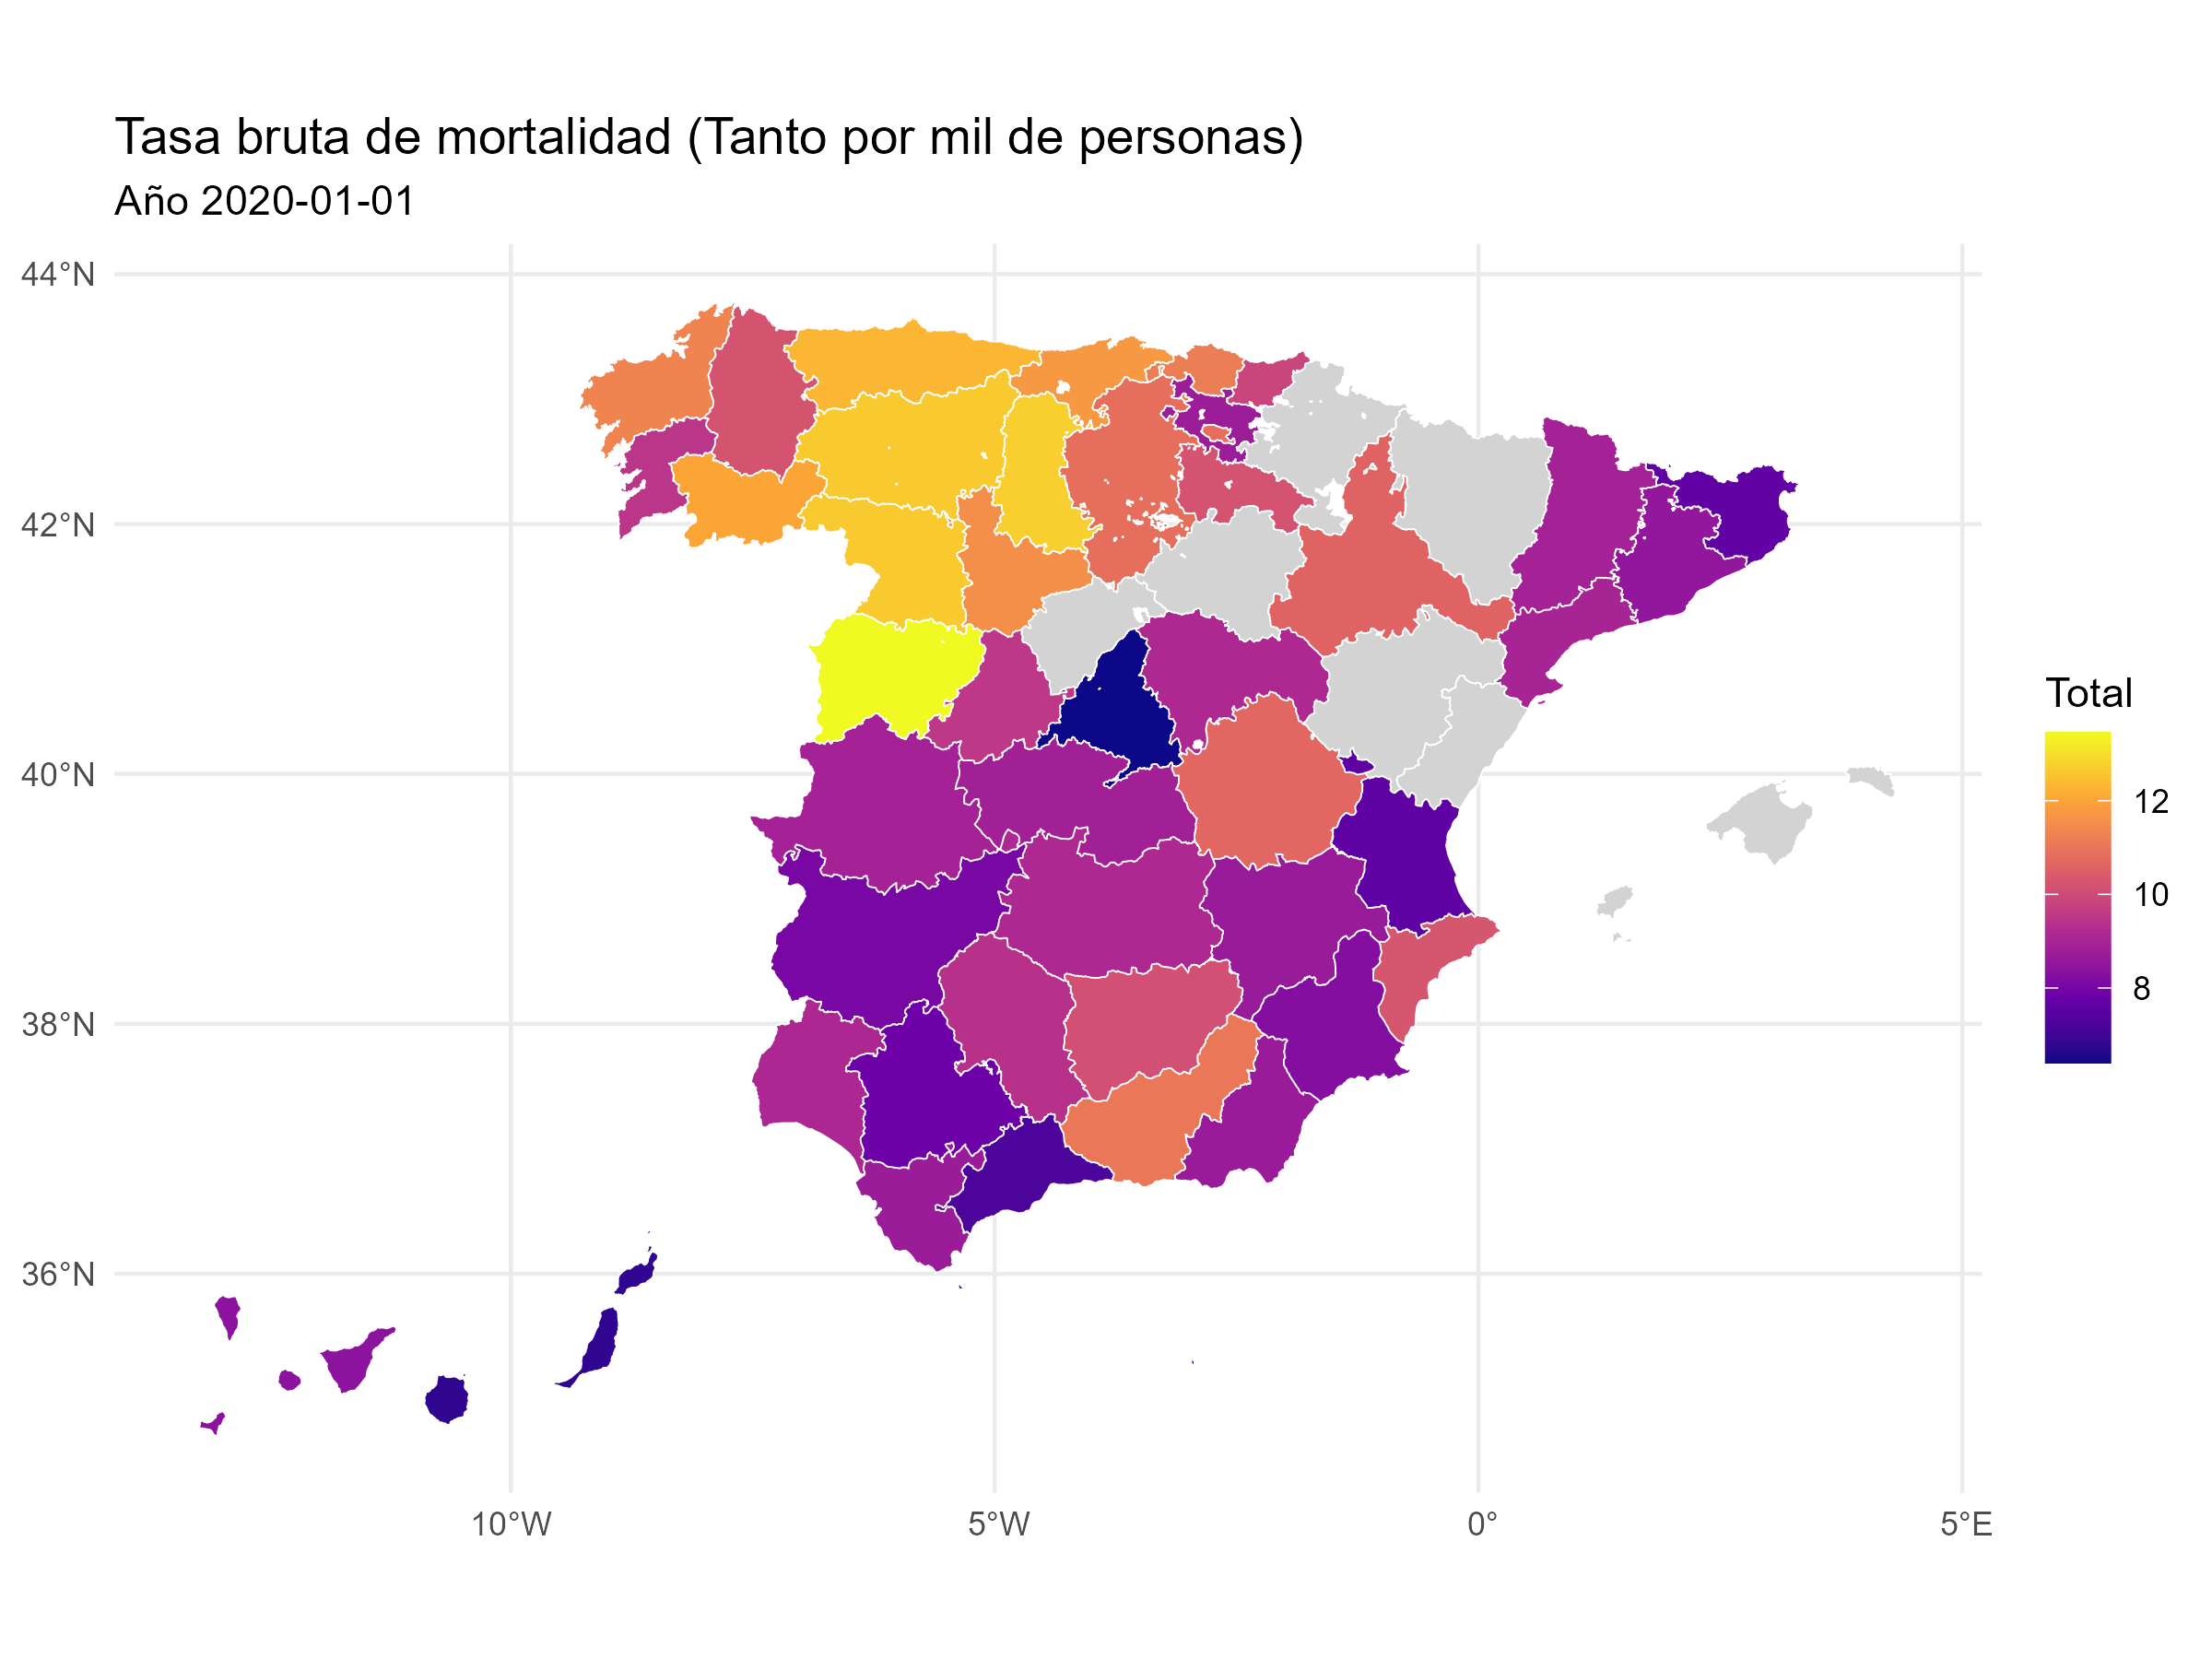 Tasa bruta de mortalidad (Tanto por mil de personas)
Año 2020-01-01
44°N
42°N
40°N
38°N
36°N
10°W
5°W
0°
5°E
Total
12
10
8